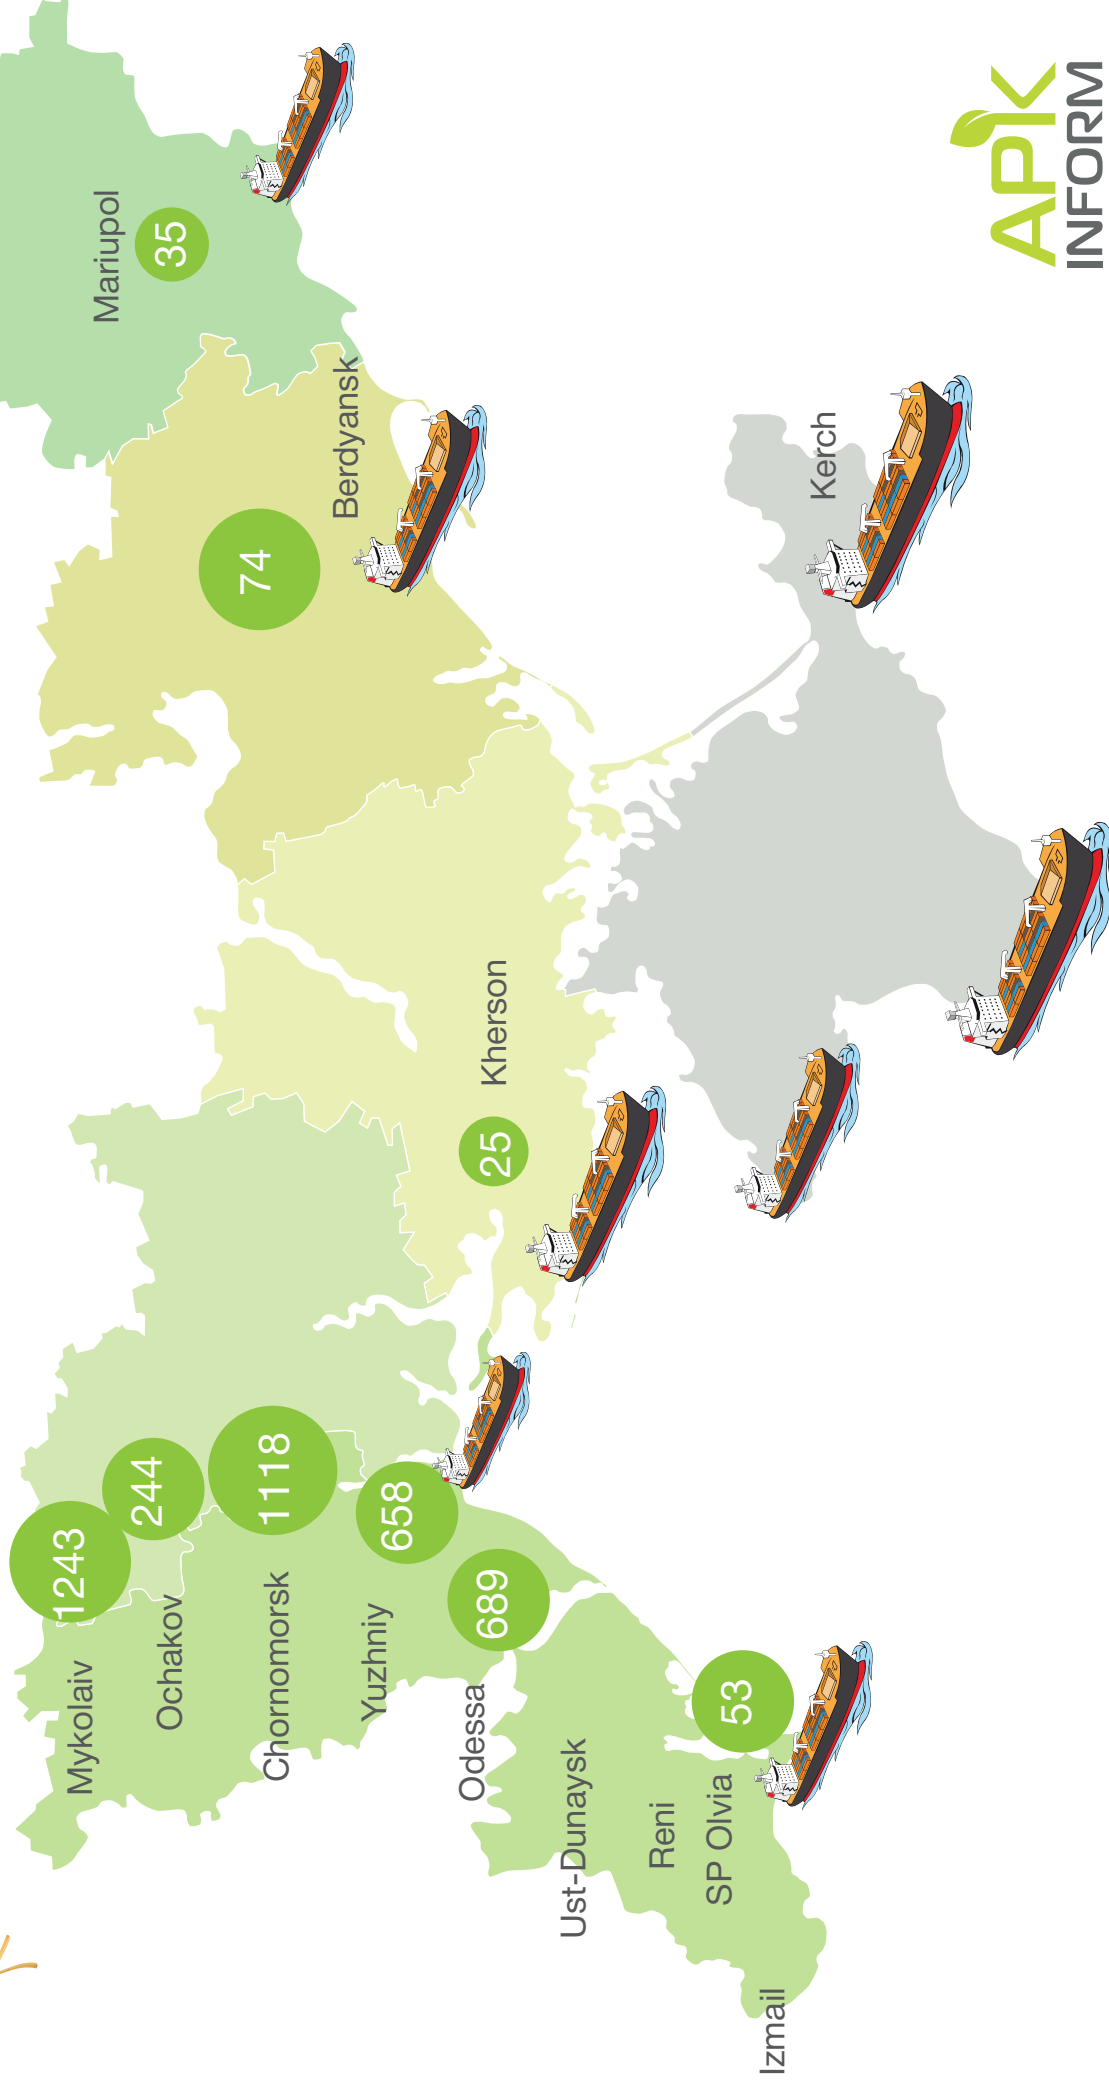 Mykolaiv
1243
Ochakov
244
Chornomorsk
1118
Yuzhniy
658
Odessa
689
Ust-Dunaysk
Reni
SP Olvia
53
Izmail
Kherson
25
Berdyansk
74
Mariupol
35
Kerch
APK
INFORM